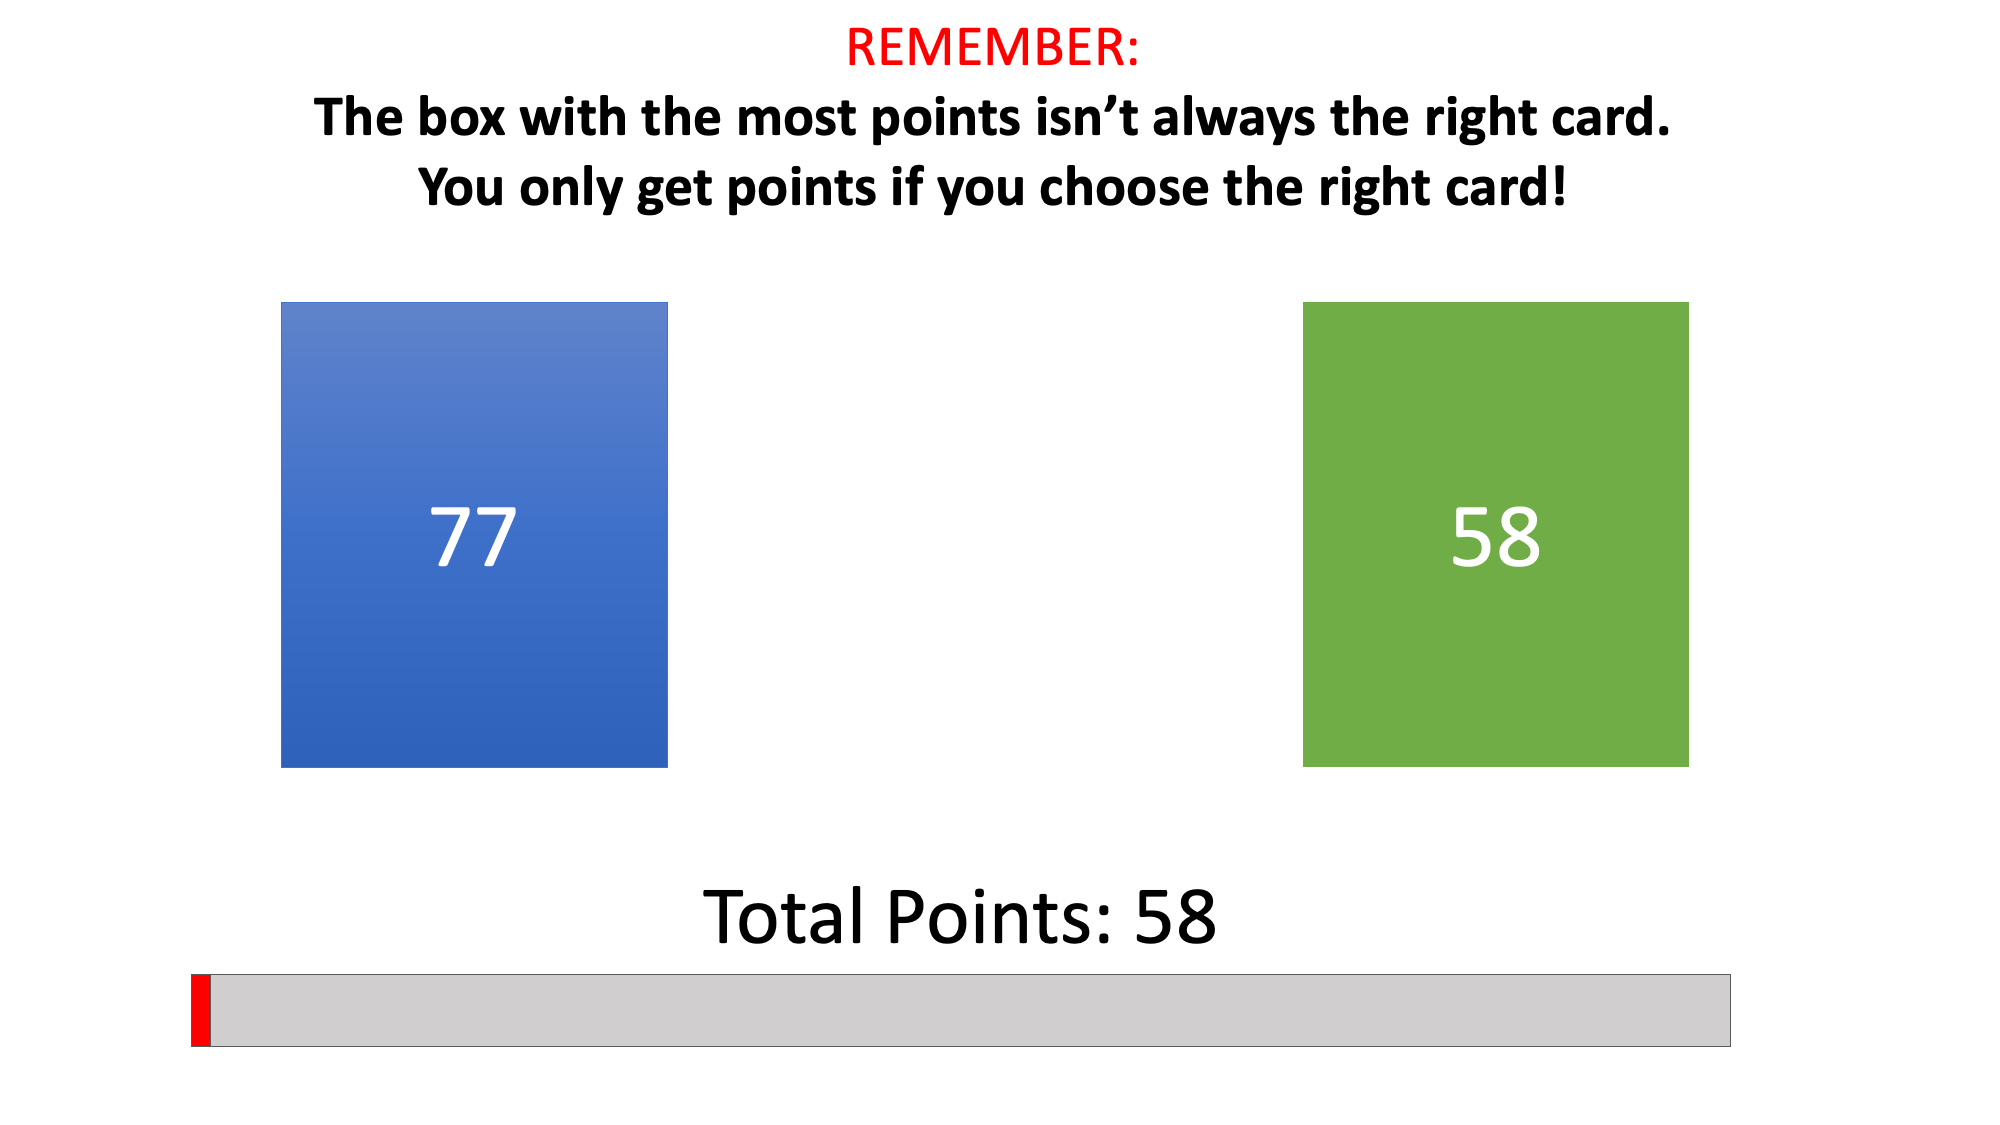 REMEMBER:
The box with the most points isn’t always the right card.
You only get points if you choose the right card!
77
58
Total Points: 58